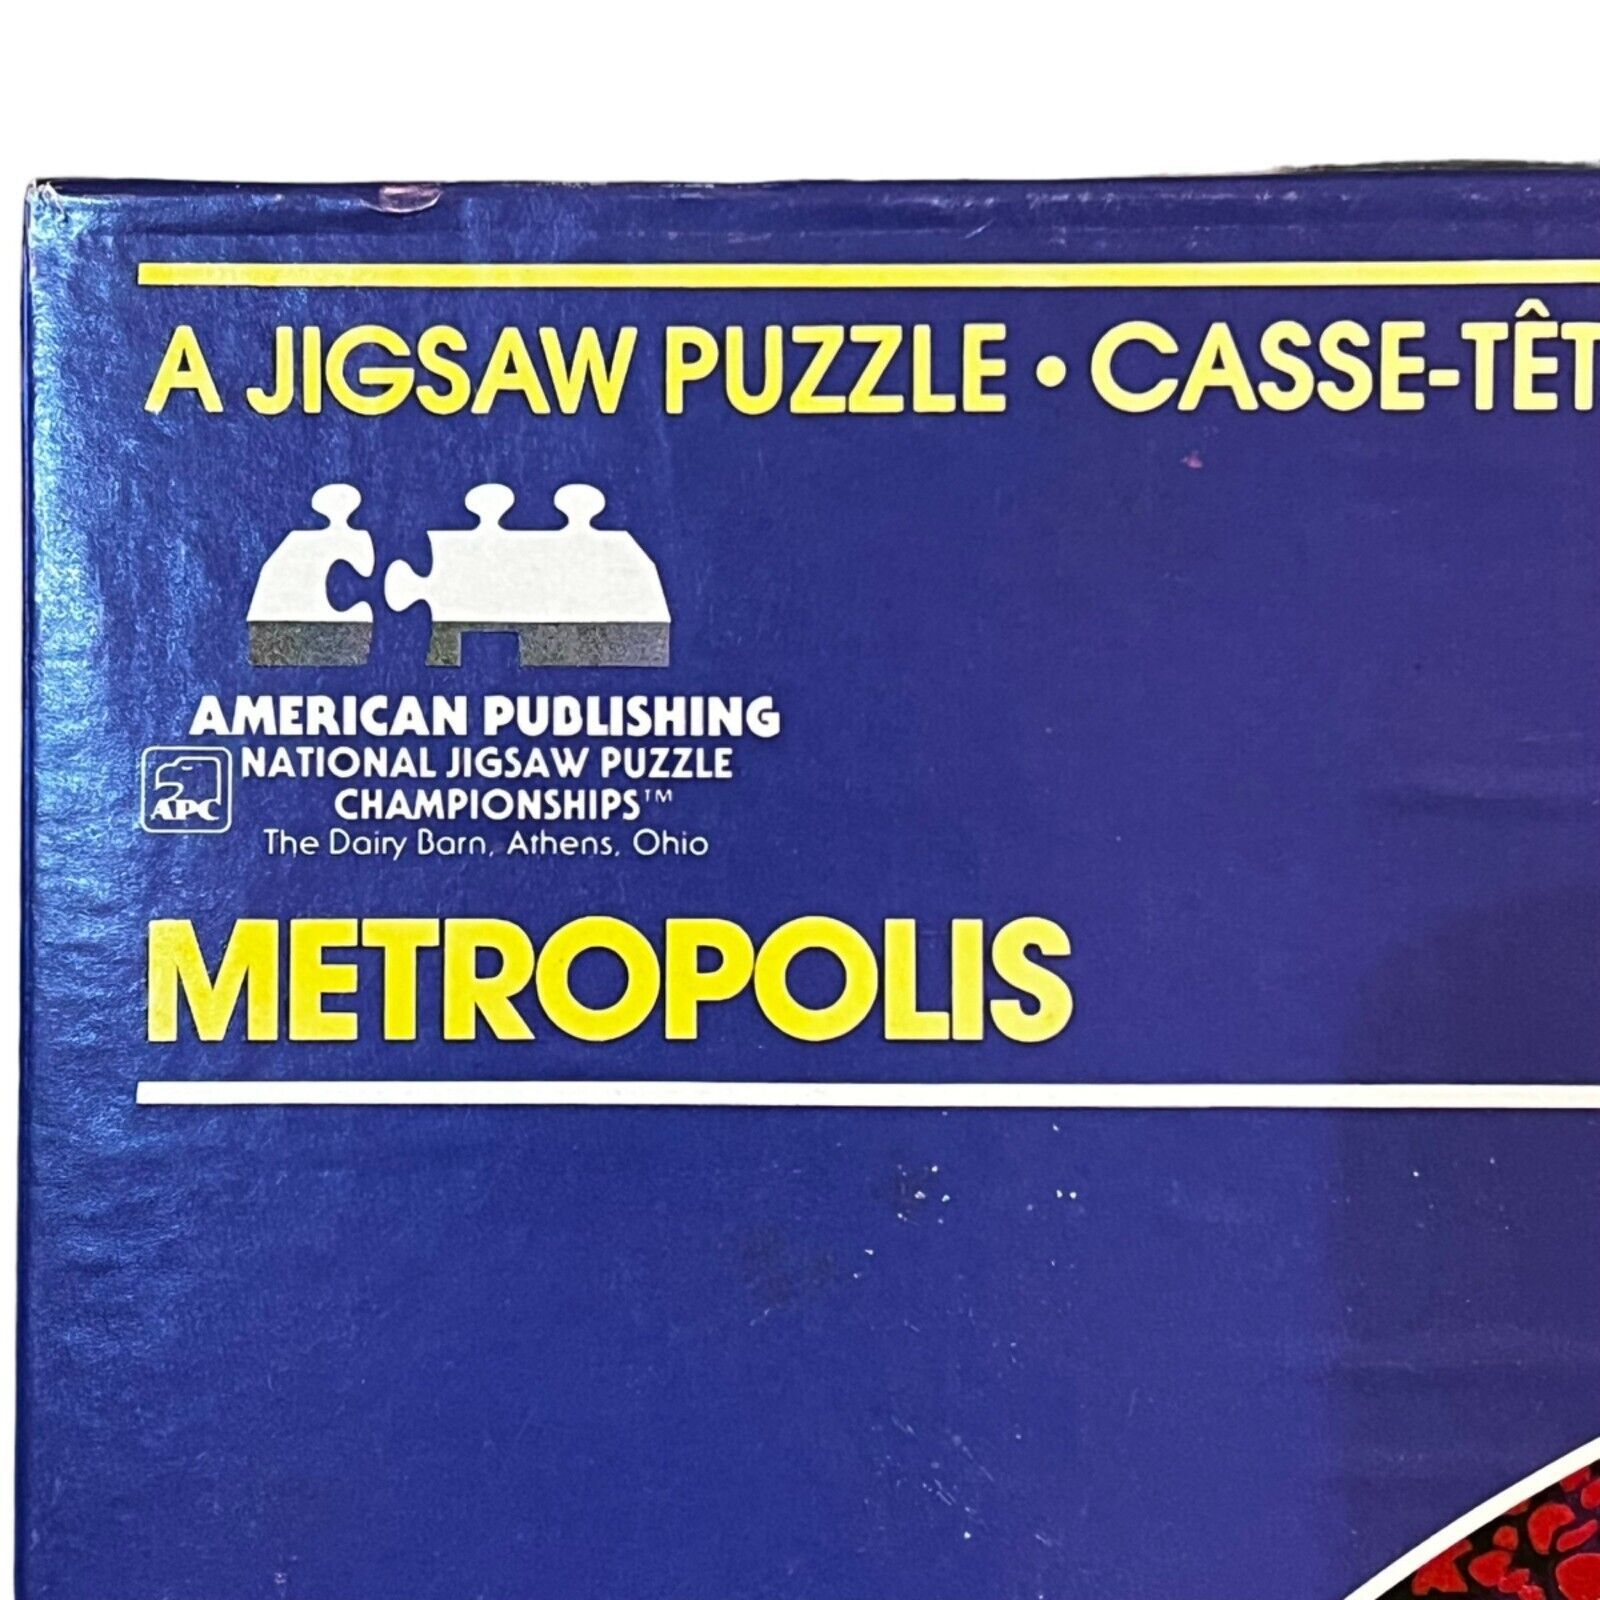 A JIGSAW PUZZLE • CASSE-TÊT
AMERICAN PUBLISHING
NATIONAL JIGSAW PUZZLE
CHAMPIONSHIPS™
APC
The Dairy Barn, Athens, Ohio
METROPOLIS